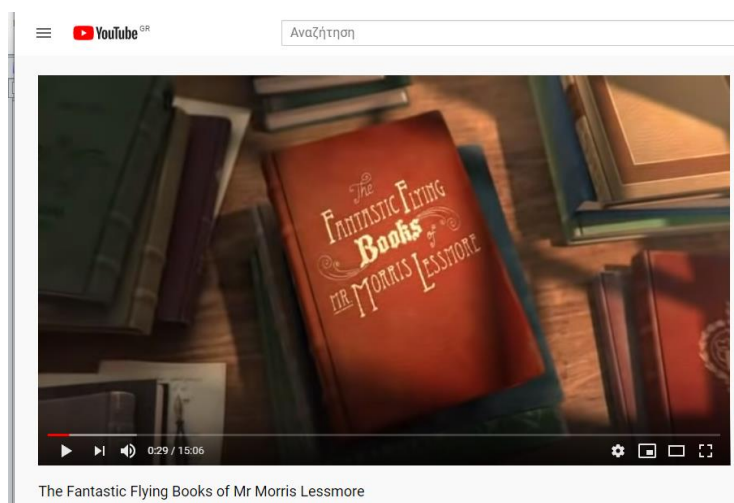 YouTube GR
Αναζήτηση
The
FANTASTIC FLYING
Books of
MR MORRIS LESSMORE
0:29 / 15:06
The Fantastic Flying Books of Mr Morris Lessmore